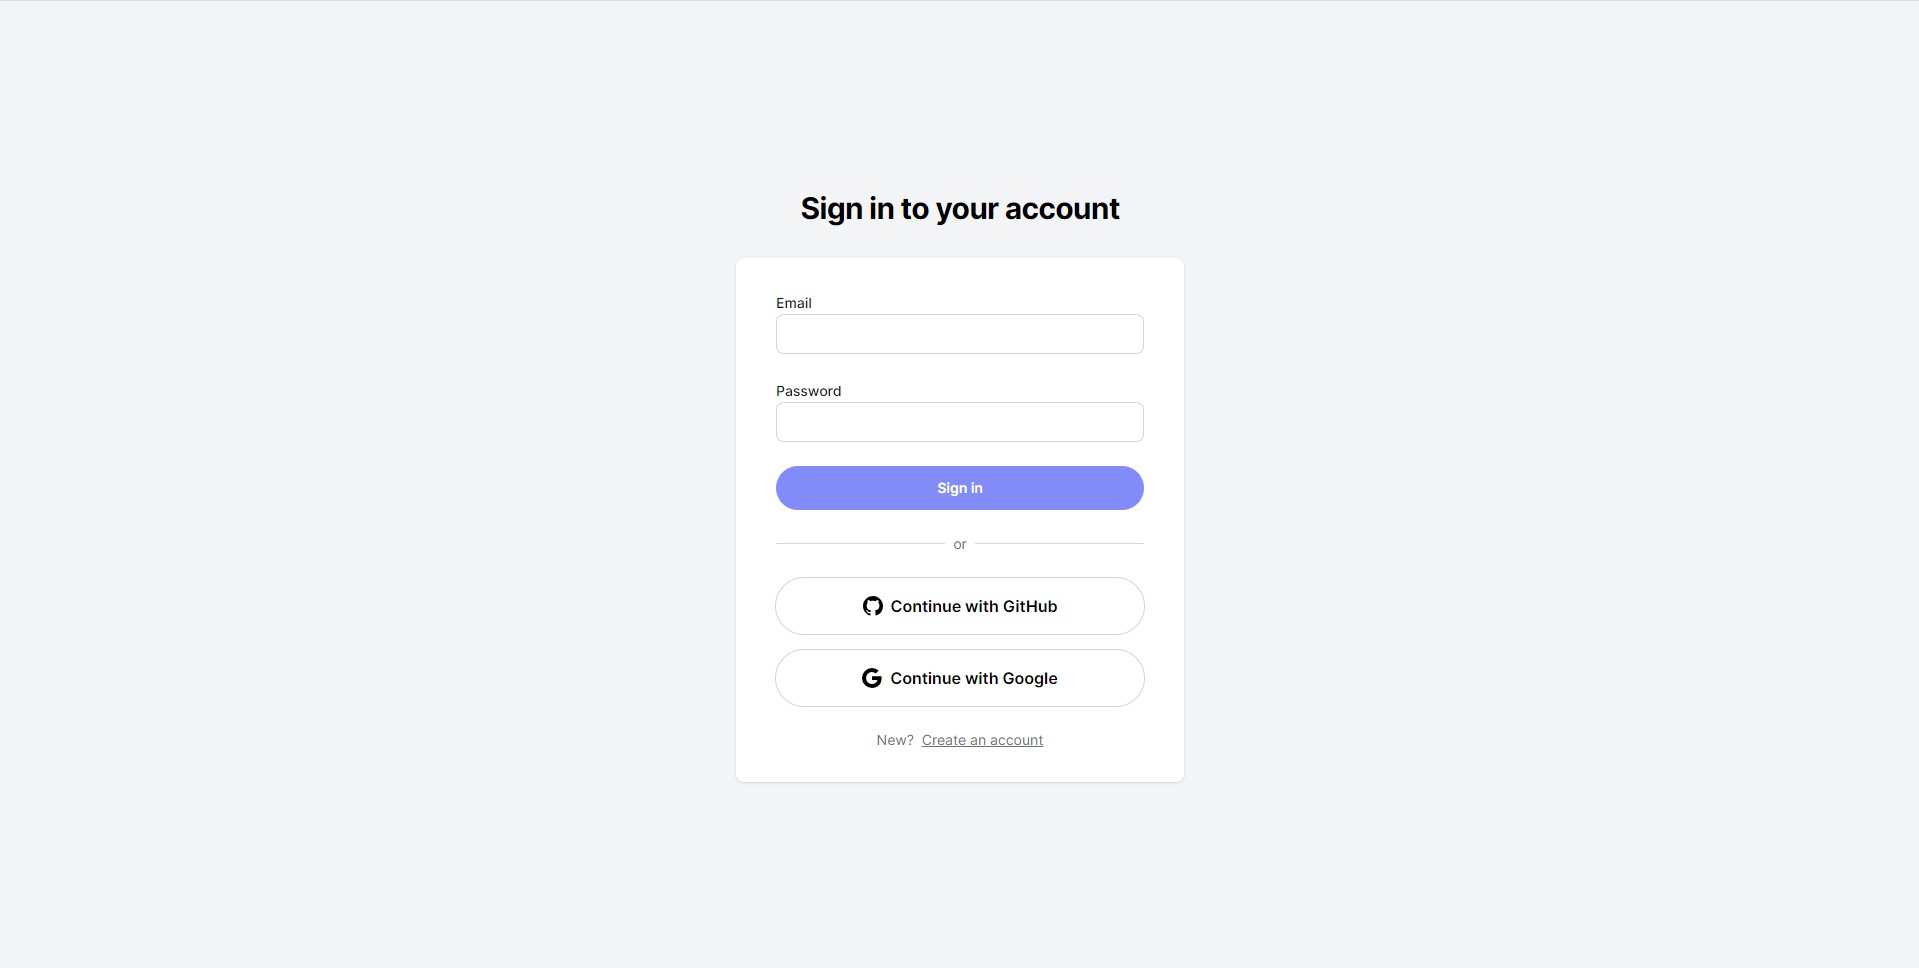 Sign in to your account
Email
Password
Sign in
or
Continue with GitHub
Continue with Google
New? Create an account